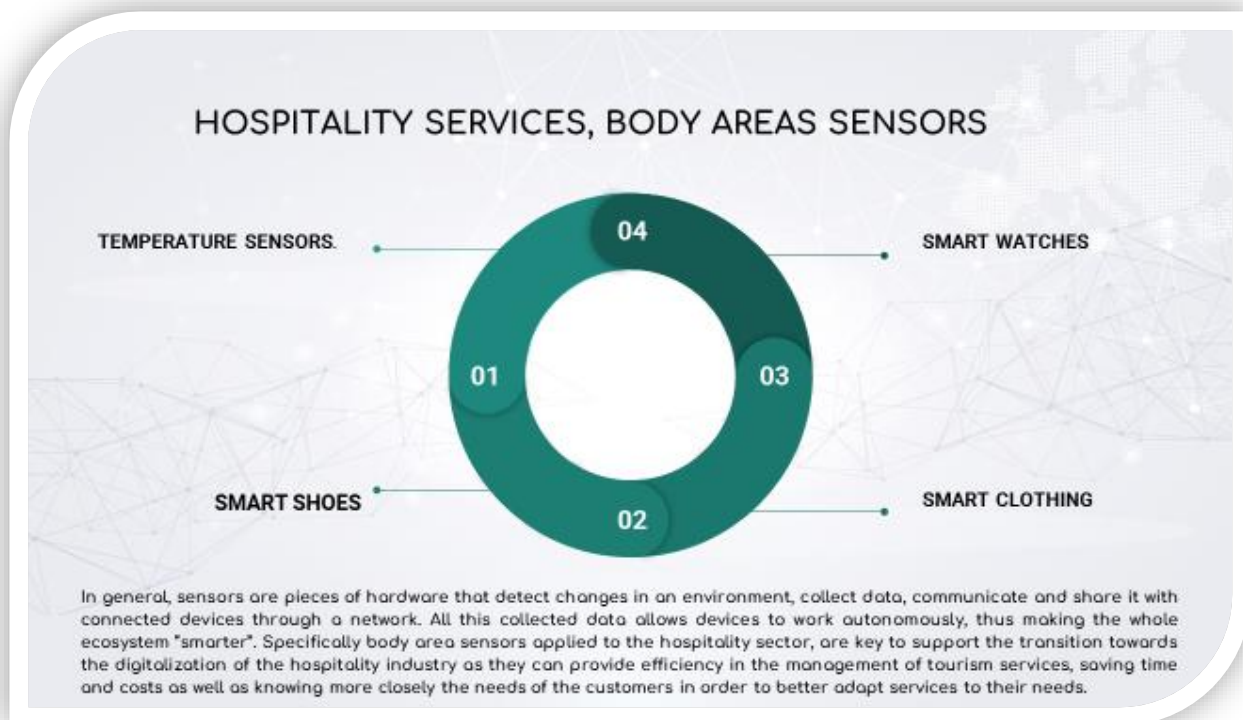 HOSPITALITY SERVICES, BODY AREAS SENSORS
TEMPERATURE SENSORS.
04
SMART WATCHES
01
03
SMART SHOES
02
SMART CLOTHING
In general, sensors are pieces of hardware that detect changes in an environment, collect data, communicate and share it with
connected devices through a network. All this collected data allows devices to work autonomously, thus making the whole
ecosystem "smarter". Specifically body area sensors applied to the hospitality sector, are key to support the transition towards
the digitalization of the hospitality industry as they can provide efficiency in the management of tourism services, saving time
and costs as well as knowing more closely the needs of the customers in order to better adapt services to their needs.